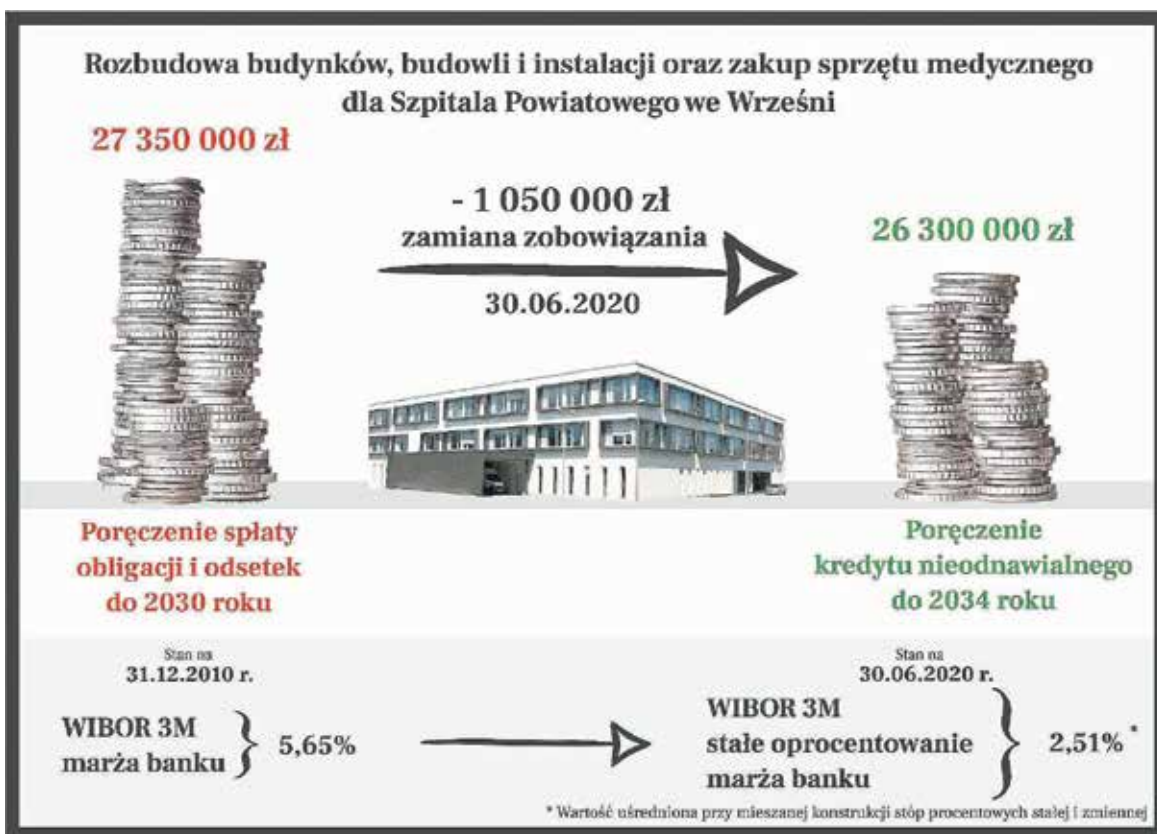 Rozbudowa budynków, budowli i instalacji oraz zakup sprzętu medycznego
dla Szpitala Powiatowego we Wrześni
27 350 000 zł
- 1 050 000 zł
zamiana zobowiązania
30.06.2020
26 300 000 zł
Poręczenie spłaty
obligacji i odsetek
do 2030 roku
Poręczenie
kredytu nieodnawialnego
do 2034 roku
Stan na
31.12.2010 r.
WIBOR 3M
marża banku
5,65%
Stan na
30.06.2020 r.
WIBOR 3M
stałe oprocentowanie
marża banku
2,51% *
* Wartość uśredniona przy mieszanej konstrukcji stóp procentowych stałej i zmiennej